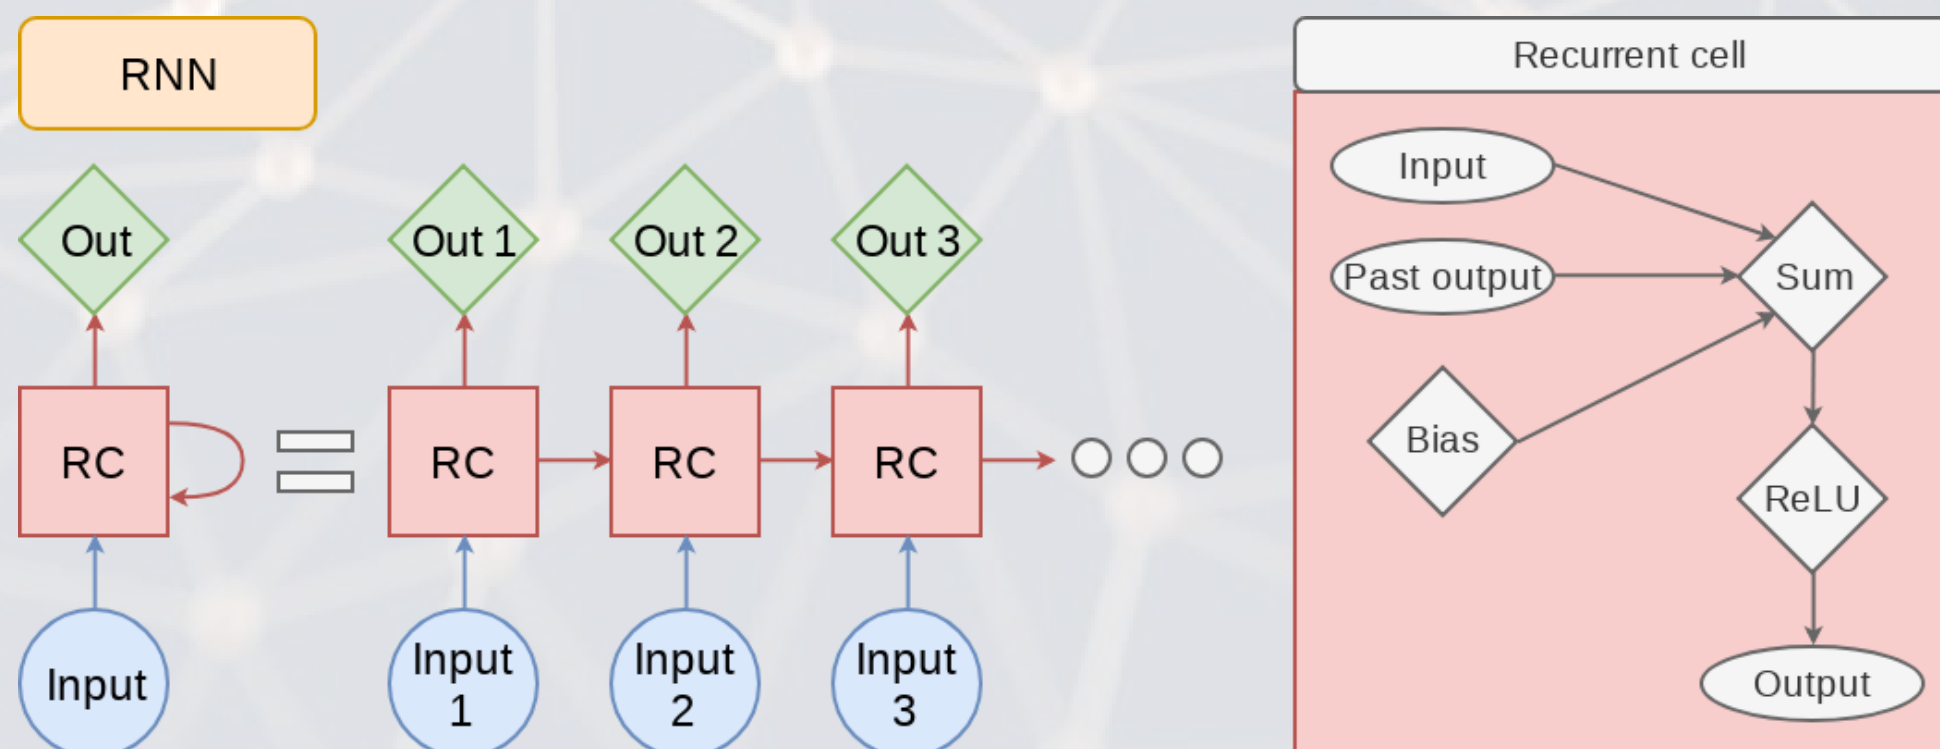 RNN
Out
Out 1
Out 2
Out 3
RC
RC
RC
RC
Input
Input
1
Input
2
Input
3
Recurrent cell
Input
Past output
Sum
Bias
ReLU
Output